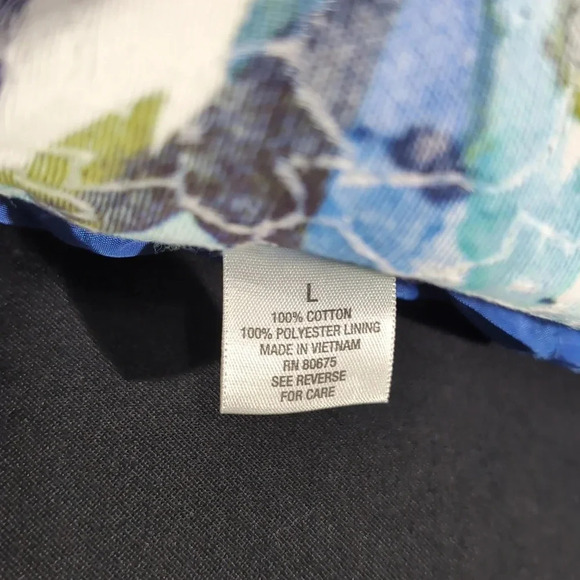 L
100% COTTON
100% POLYESTER LINING
MADE IN VIETNAM
RN 80675
SEE REVERSE
FOR CARE